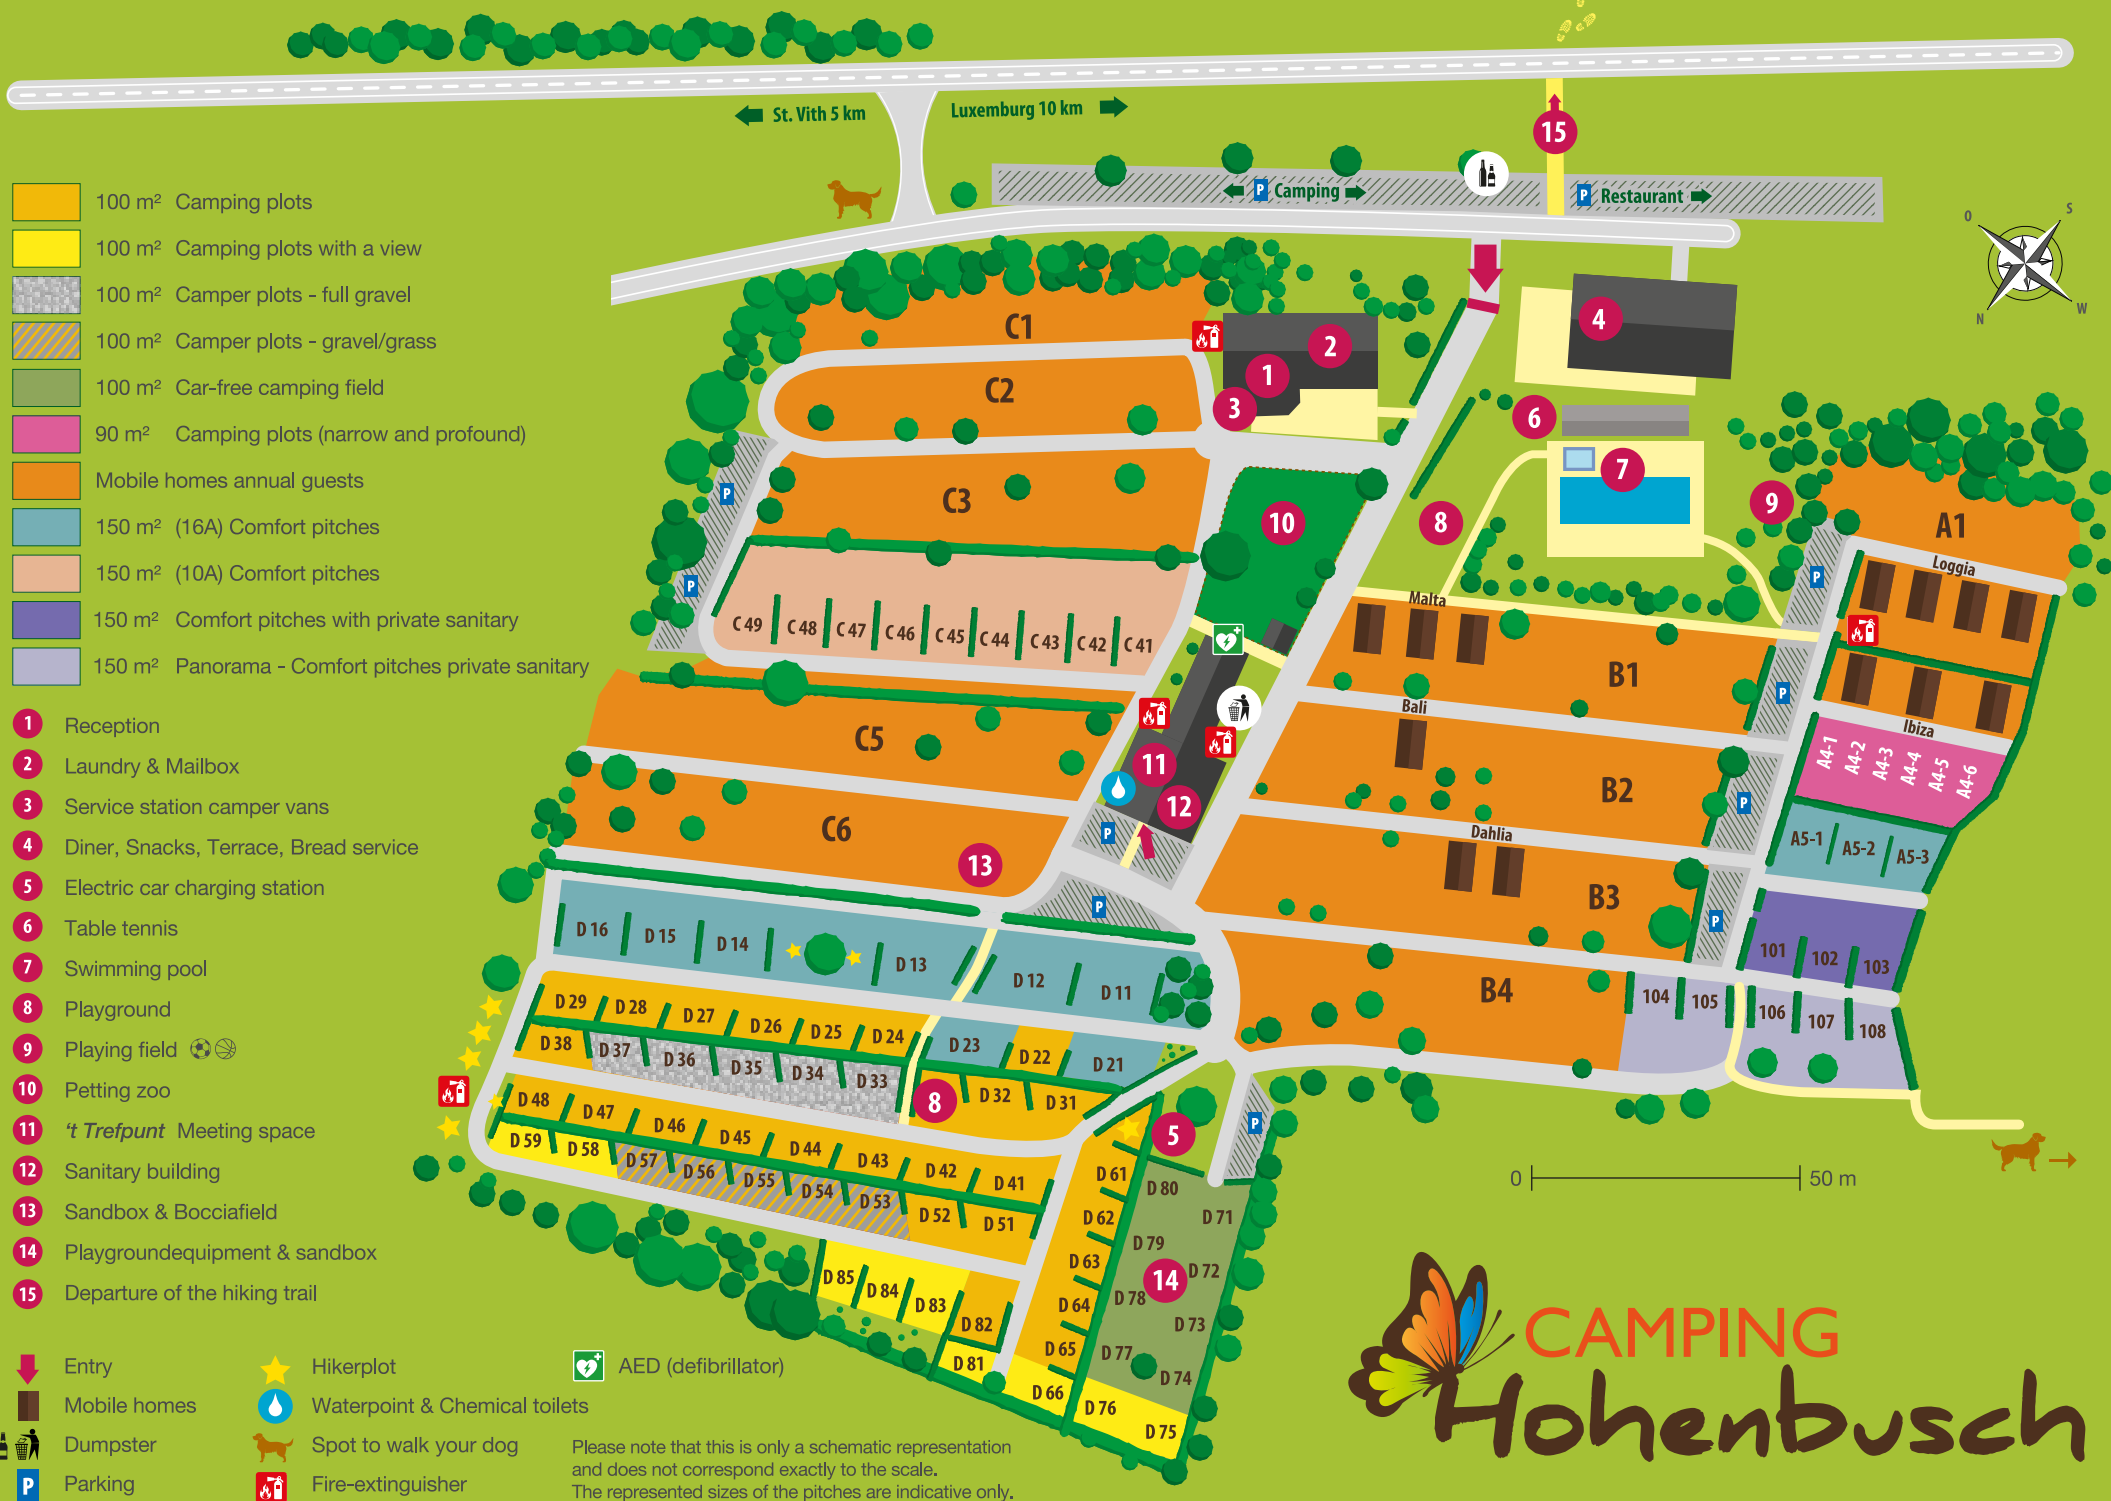 St. Vith 5 km
Luxemburg 10 km
15
P Camping
P Restaurant
O
S
N
W
100 m² Camping plots
100 m² Camping plots with a view
100 m² Camper plots - full gravel
100 m² Camper plots - gravel/grass
100 m² Car-free camping field
90 m² Camping plots (narrow and profound)
Mobile homes annual guests
150 m² (16A) Comfort pitches
150 m² (10A) Comfort pitches
150 m² Comfort pitches with private sanitary
150 m² Panorama - Comfort pitches private sanitary
1 Reception
2 Laundry & Mailbox
3 Service station camper vans
4 Diner, Snacks, Terrace, Bread service
5 Electric car charging station
6 Table tennis
7 Swimming pool
8 Playground
9 Playing field
10 Petting zoo
11 't Trefpunt Meeting space
12 Sanitary building
13 Sandbox & Bocciafield
14 Playgroundequipment & sandbox
15 Departure of the hiking trail
Entry
Mobile homes
Dumpster
P Parking
Hikerplot
Waterpoint & Chemical toilets
Spot to walk your dog
Fire-extinguisher
AED (defibrillator)
Please note that this is only a schematic representation
and does not correspond exactly to the scale.
The represented sizes of the pitches are indicative only.
C1
C2
C3
1
2
3
4
6
7
8
9
10
P
P
C 49 C 48 C 47 C 46 C 45 C 44 C 43 C 42 C 41
C5
C6
11
12
13
P
P
A1
Loggia
P
Malta
B1
P
Bali
B2
P
Dahlia
B3
P
B4
Ibiza
A4-1 A4-2 A4-3 A4-4 A4-5 A4-6
A5-1 A5-2 A5-3
101 102 103
104 105 106 107 108
D 16 D 15 D 14 D 13 D 12 D 11
D 29 D 28 D 27 D 26 D 25 D 24 D 23 D 22 D 21
D 38 D 37 D 36 D 35 D 34 D 33 D 32 D 31
8
D 48 D 47 D 46 D 45 D 44 D 43 D 42 D 41
D 59 D 58 D 57 D 56 D 55 D 54 D 53 D 52 D 51
5
P
D 61
D 62
D 63
D 64
D 65
D 66
D 80
D 71
D 79
D 72
14
D 78
D 73
D 77
D 74
D 76
D 75
D 85 D 84 D 83 D 82
D 81
0 50 m
CAMPING
Hohenbusch